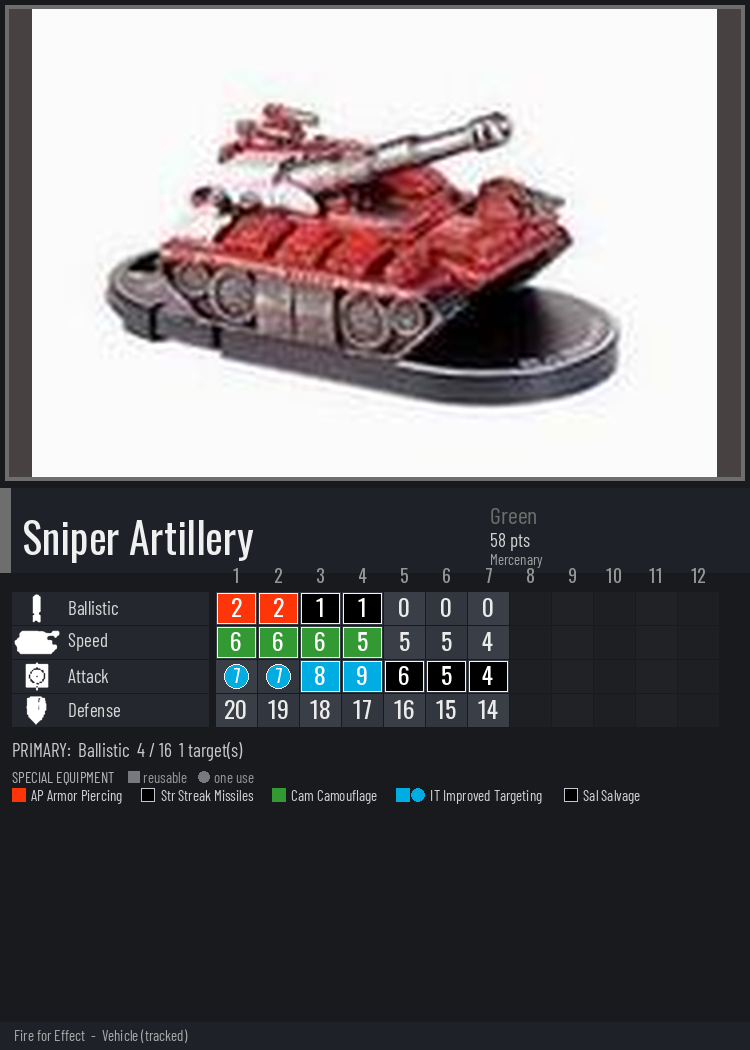 Sniper Artillery
Green
58 pts
Mercenary
1 2 3 4 5 6 7 8 9 10 11 12
Ballistic 2 2 1 1 0 0 0
Speed 6 6 6 5 5 5 4
Attack 7 7 8 9 6 5 4
Defense 20 19 18 17 16 15 14
PRIMARY: Ballistic 4 / 16 1 target(s)
SPECIAL EQUIPMENT reusable one use
AP Armor Piercing Str Streak Missiles Cam Camouflage IT Improved Targeting Sal Salvage
Fire for Effect - Vehicle (tracked)